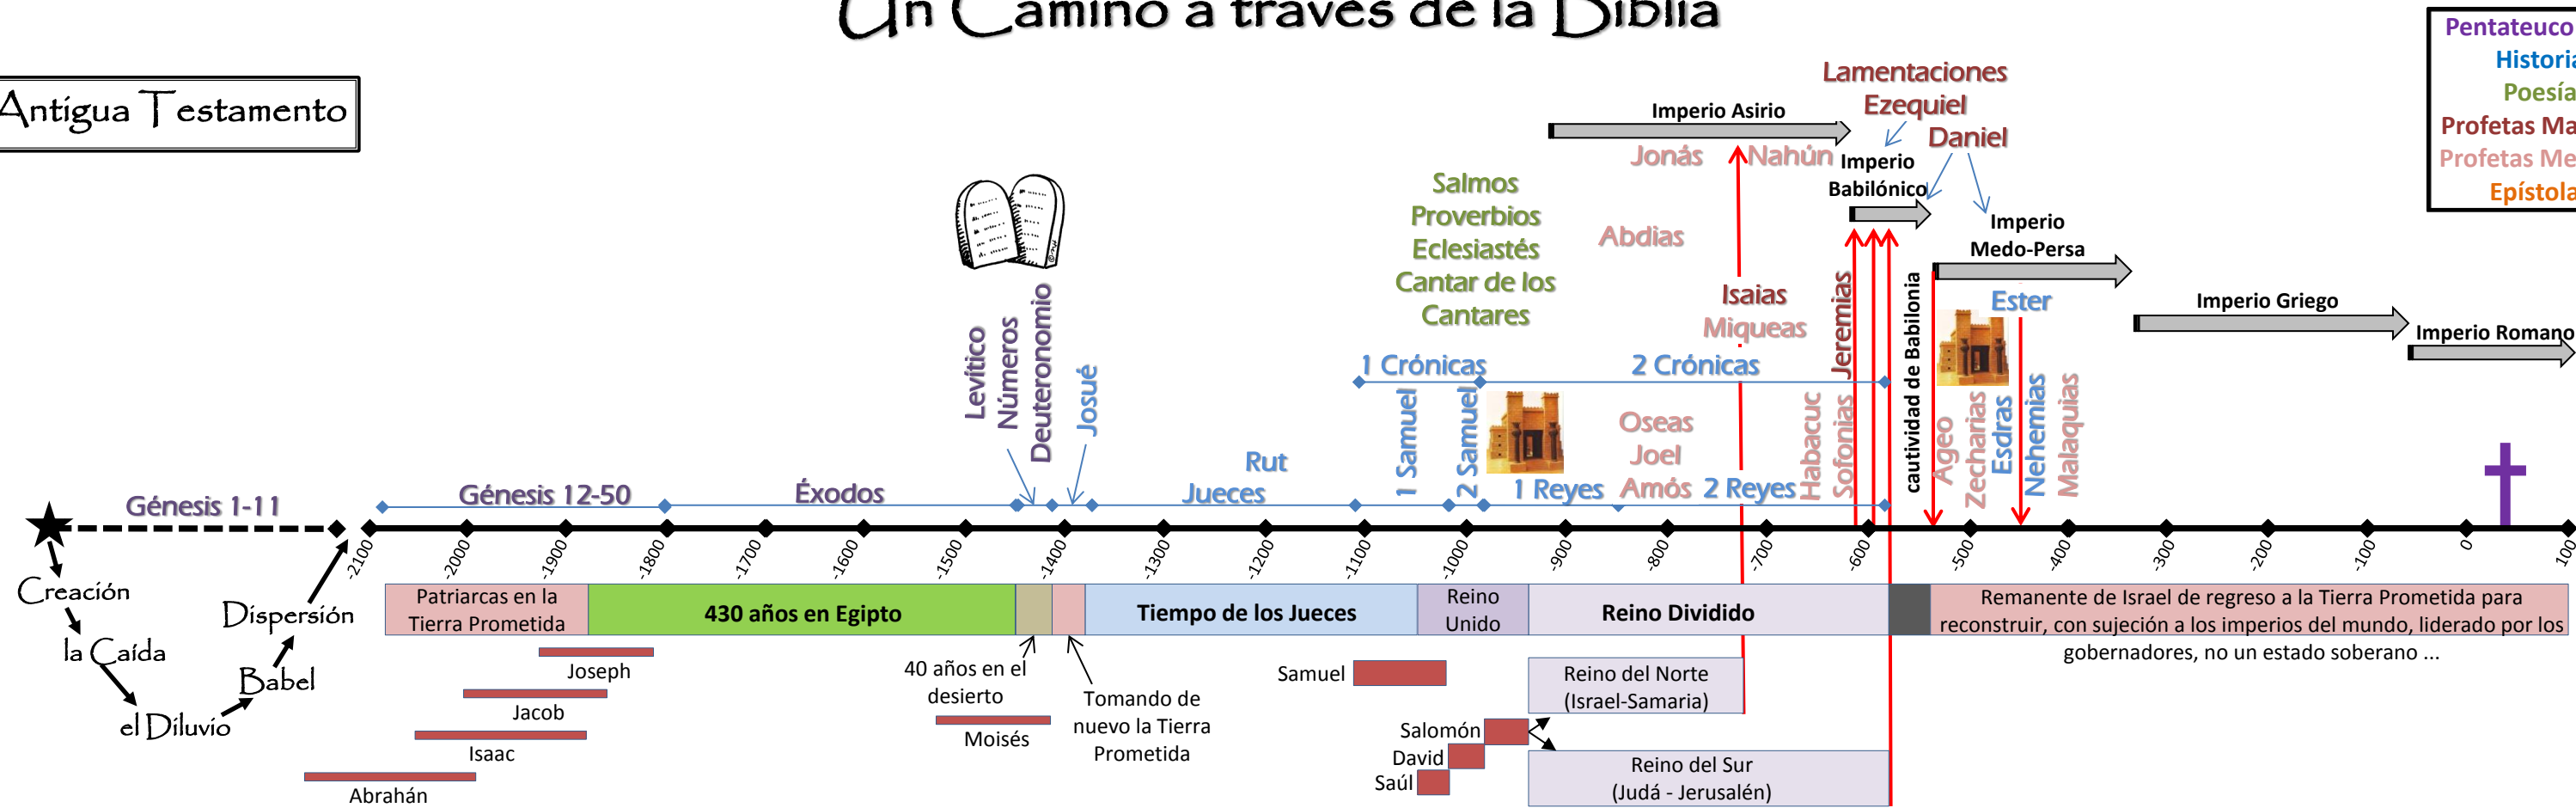 Un Camino a través de la Biblia
Antigua Testamento
Pentateuco
Historia
Poesía
Profetas
Profetas
Epístola
Lamentaciones
Ezequiel
Daniel
Imperio Asirio
Jonás
Nahún
Imperio
Babilónico
Salmos
Proverbios
Eclesiastés
Cantar de los
Cantares
Abdias
Imperio
Medo-Persa
Isaias
Miqueas
Jeremias
cautividad de Babilonia
Ester
Imperio Griego
Imperio Romano
Levítico
Números
Deuteronomio
Josué
1 Crónicas
2 Crónicas
1 Samuel
2 Samuel
Oseas
Joel
Amós
Habacuc
Sofonias
Ageo
Zecharias
Esdras
Nehemias
Malaquias
Génesis 1-11
Génesis 12-50
Éxodos
Rut
Jueces
1 Reyes
2 Reyes
-2100
-2000
-1900
-1800
-1700
-1600
-1500
-1400
-1300
-1200
-1100
-1000
-900
-800
-700
-600
-500
-400
-300
-200
-100
0
100
Creación
la Caída
el Diluvio
Babel
Dispersión
Patriarcas en la
Tierra Prometida
430 años en Egipto
Tiempo de los Jueces
Reino
Unido
Reino Dividido
Remanente de Israel de regreso a la Tierra Prometida para
reconstruir, con sujeción a los imperios del mundo, liderado por los
gobernadores, no un estado soberano ...
Joseph
Jacob
Isaac
Abrahán
40 años en el
desierto
Moisés
Tomando de
nuevo la Tierra
Prometida
Samuel
Salomón
David
Saúl
Reino del Norte
(Israel-Samaria)
Reino del Sur
(Judá - Jerusalén)